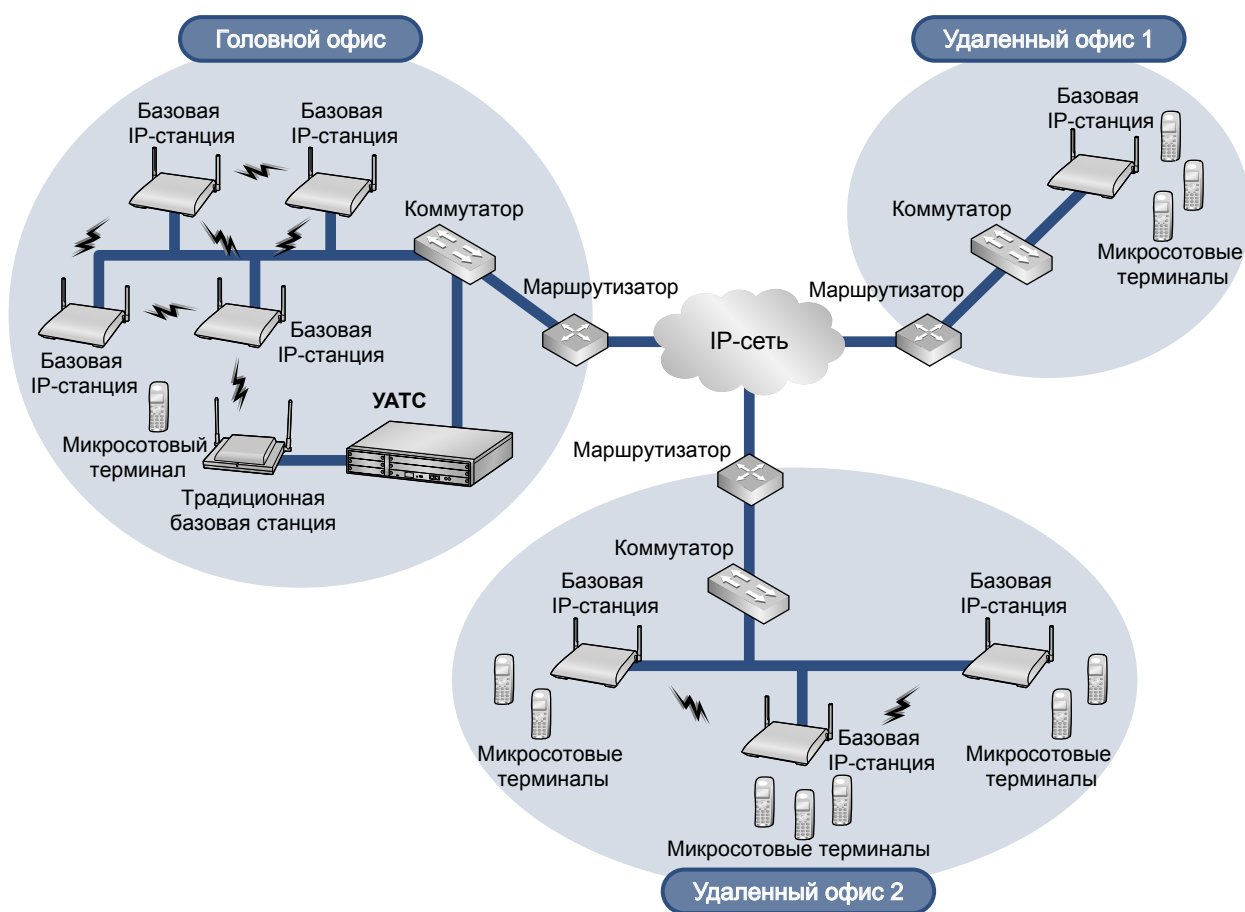 Головной офис
Удаленный офис 1
Базовая
IP-станция
Базовая
IP-станция
Базовая
IP-станция
Коммутатор
Коммутатор
Микросотовые
терминалы
Маршрутизатор
Маршрутизатор
IP-сеть
Базовая
IP-станция
Базовая
IP-станция
УАТС
Микросотовый
терминал
Традиционная
базовая станция
Маршрутизатор
Коммутатор
Базовая
IP-станция
Базовая
IP-станция
Базовая
IP-станция
Микросотовые
терминалы
Микросотовые
терминалы
Микросотовые терминалы
Удаленный офис 2